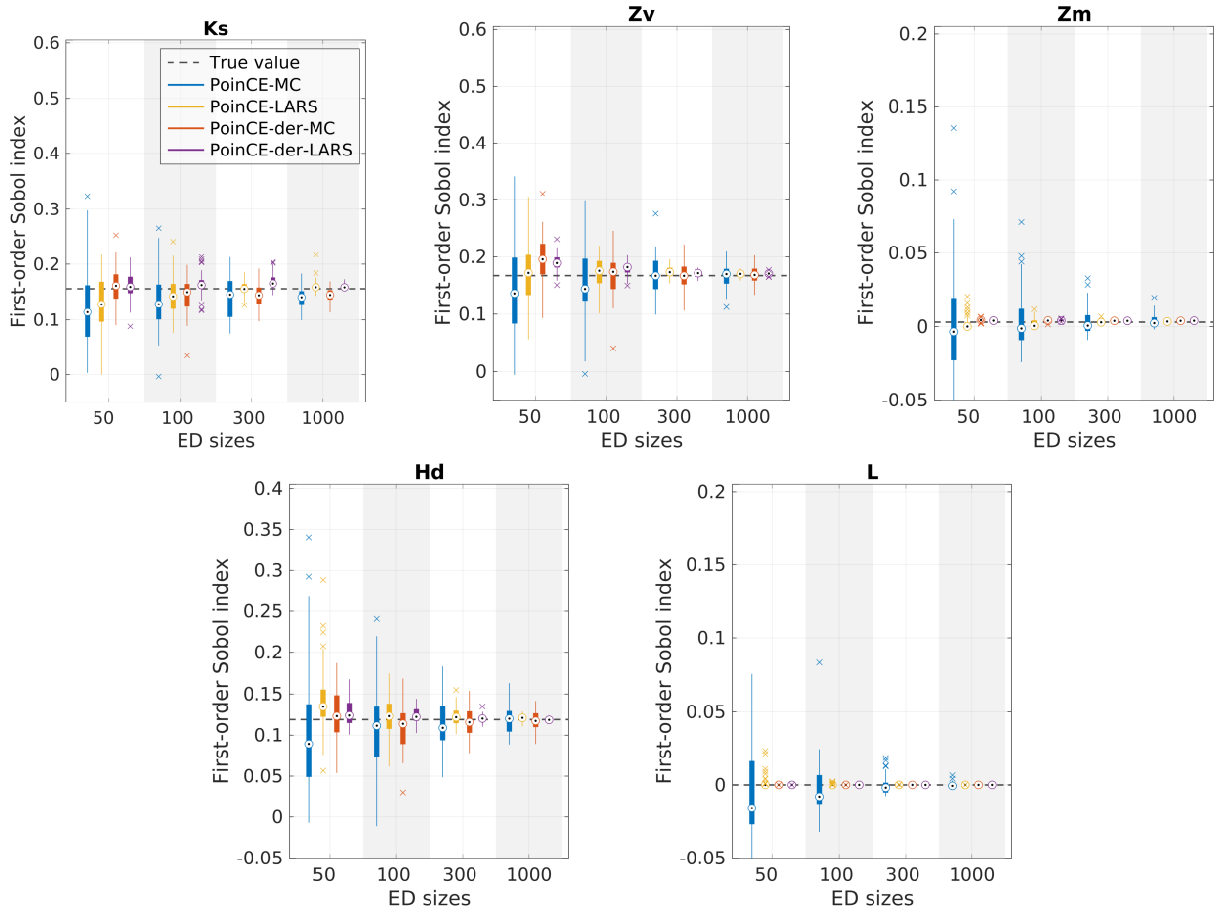 Ks
First-order Sobol index
0.6
0.5
0.4
0.3
0.2
0.1
0
True value
PoinCE-MC
PoinCE-LARS
PoinCE-der-MC
PoinCE-der-LARS
50 100 300 1000
ED sizes
Zv
First-order Sobol index
0.6
0.5
0.4
0.3
0.2
0.1
0
50 100 300 1000
ED sizes
Zm
First-order Sobol index
0.2
0.15
0.1
0.05
0
-0.05
50 100 300 1000
ED sizes
Hd
First-order Sobol index
0.4
0.35
0.3
0.25
0.2
0.15
0.1
0.05
0
-0.05
50 100 300 1000
ED sizes
L
First-order Sobol index
0.2
0.15
0.1
0.05
0
-0.05
50 100 300 1000
ED sizes